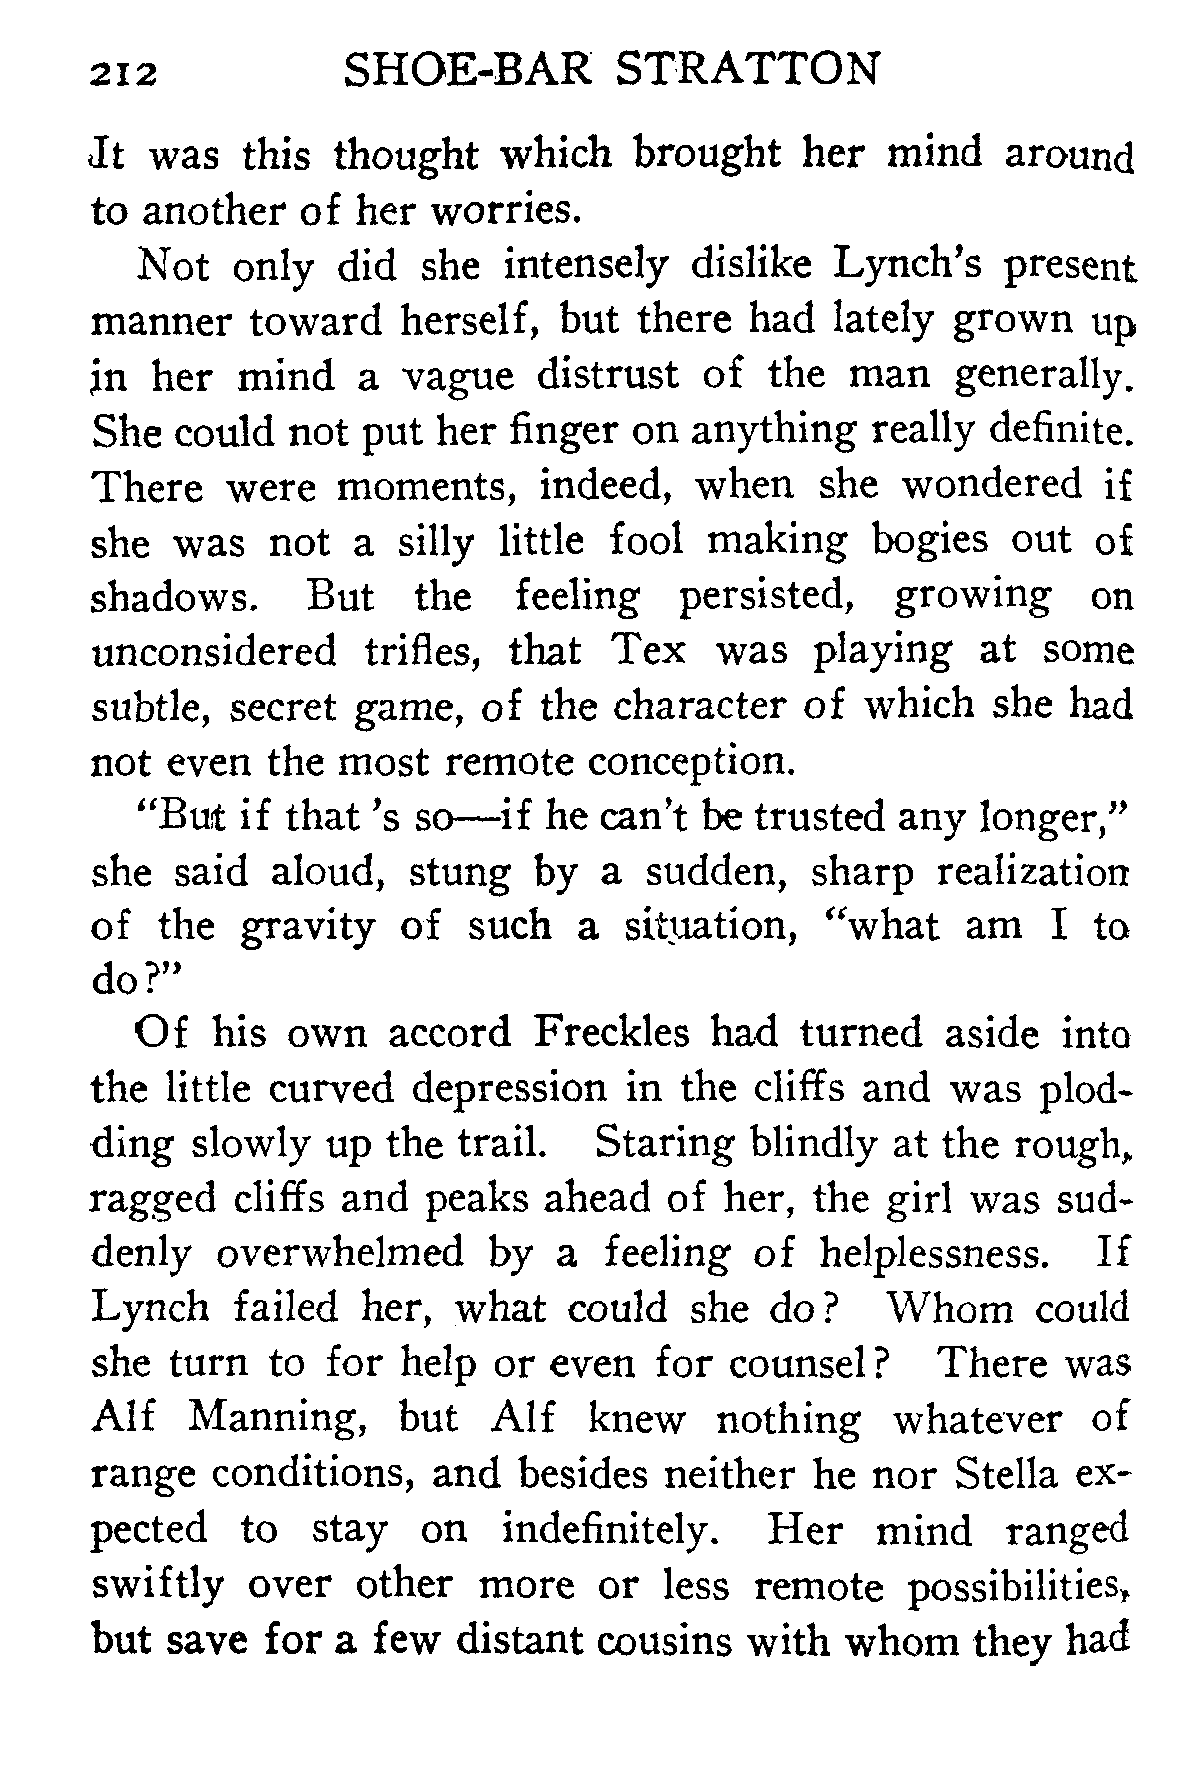 212 SHOE-BAR STRATTON
It was this thought which brought her mind around
to another of her worries.
Not only did she intensely dislike Lynch's present
manner toward herself, but there had lately grown up
in her mind a vague distrust of the man generally.
She could not put her finger on anything really definite.
There were moments, indeed, when she wondered if
she was not a silly little fool making bogies out of
shadows. But the feeling persisted, growing on
unconsidered trifles, that Tex was playing at some
subtle, secret game, of the character of which she had
not even the most remote conception.
"But if that 's so—if he can't be trusted any longer,"
she said aloud, stung by a sudden, sharp realization
of the gravity of such a situation, "what am I to
do?"
Of his own accord Freckles had turned aside into
the little curved depression in the cliffs and was plod-
ding slowly up the trail. Staring blindly at the rough,
ragged cliffs and peaks ahead of her, the girl was sud-
denly overwhelmed by a feeling of helplessness. If
Lynch failed her, what could she do? Whom could
she turn to for help or even for counsel? There was
Alf Manning, but Alf knew nothing whatever of
range conditions, and besides neither he nor Stella ex-
pected to stay on indefinitely. Her mind ranged
swiftly over other more or less remote possibilities,
but save for a few distant cousins with whom they had